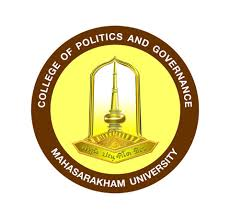 COLLEGE OF POLITICS AND GOVERNANCE
MAHASARAKHAM UNIVERSITY